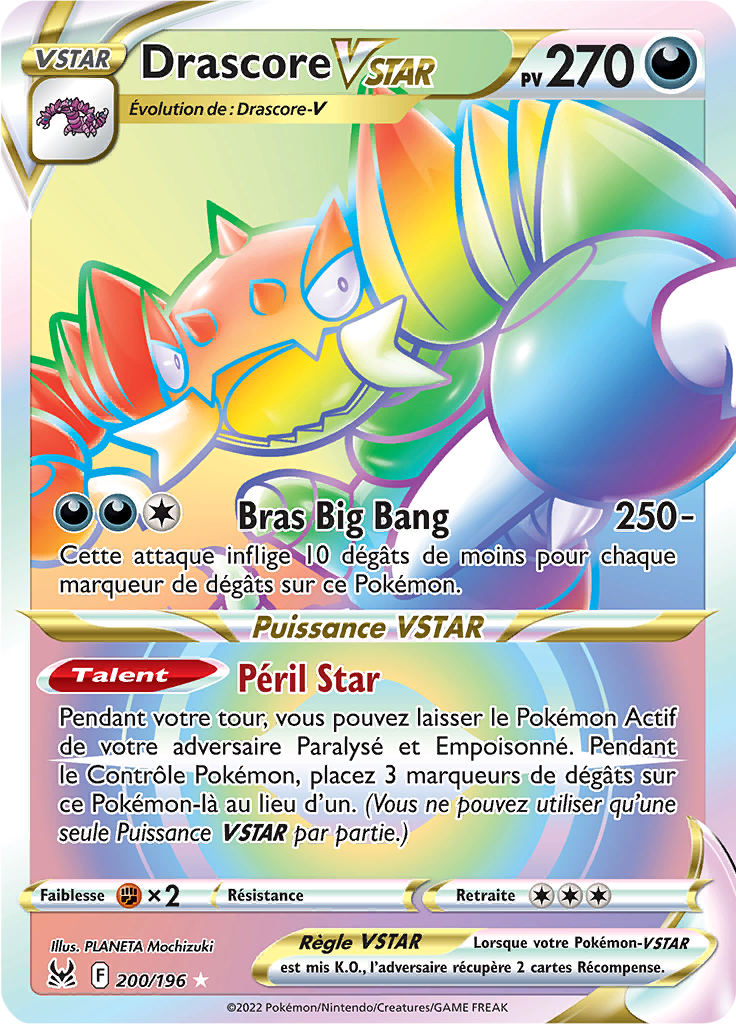 VSTAR
Drascore VSTAR PV 270
Évolution de : Drascore-V
Bras Big Bang 250-
Cette attaque inflige 10 dégâts de moins pour chaque
marqueur de dégâts sur ce Pokémon.
Puissance VSTAR
Talent Péril Star
Pendant votre tour, vous pouvez laisser le Pokémon Actif
de votre adversaire Paralysé et Empoisonné. Pendant
le Contrôle Pokémon, placez 3 marqueurs de dégâts sur
ce Pokémon-là au lieu d’un. (Vous ne pouvez utiliser qu’une
seule Puissance VSTAR par partie.)
Faiblesse ×2 Résistance Retraite
Illus. PLANETA Mochizuki
Règle VSTAR Lorsque votre Pokémon-VSTAR
est mis K.O., l’adversaire récupère 2 cartes Récompense.
F 200/196
©2022 Pokémon/Nintendo/Creatures/GAME FREAK